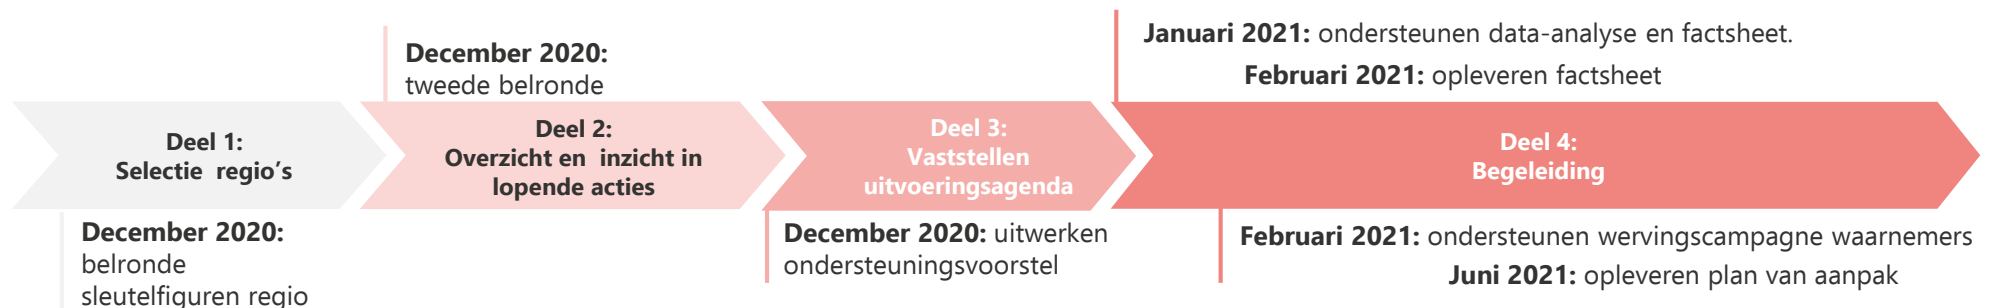 December 2020:
tweede belronde
Januari 2021: ondersteunen data-analyse en factsheet.
Februari 2021: opleveren factsheet
Deel 1:
Selectie regio's
Deel 2:
Overzicht en inzicht in
lopende acties
Deel 3:
Vaststellen
uitvoeringsagenda
Deel 4:
Begeleiding
December 2020:
belronde
sleutelfiguren regio
December 2020: uitwerken
ondersteuningsvoorstel
Februari 2021: ondersteunen wervingscampagne waarnemers
Juni 2021: opleveren plan van aanpak